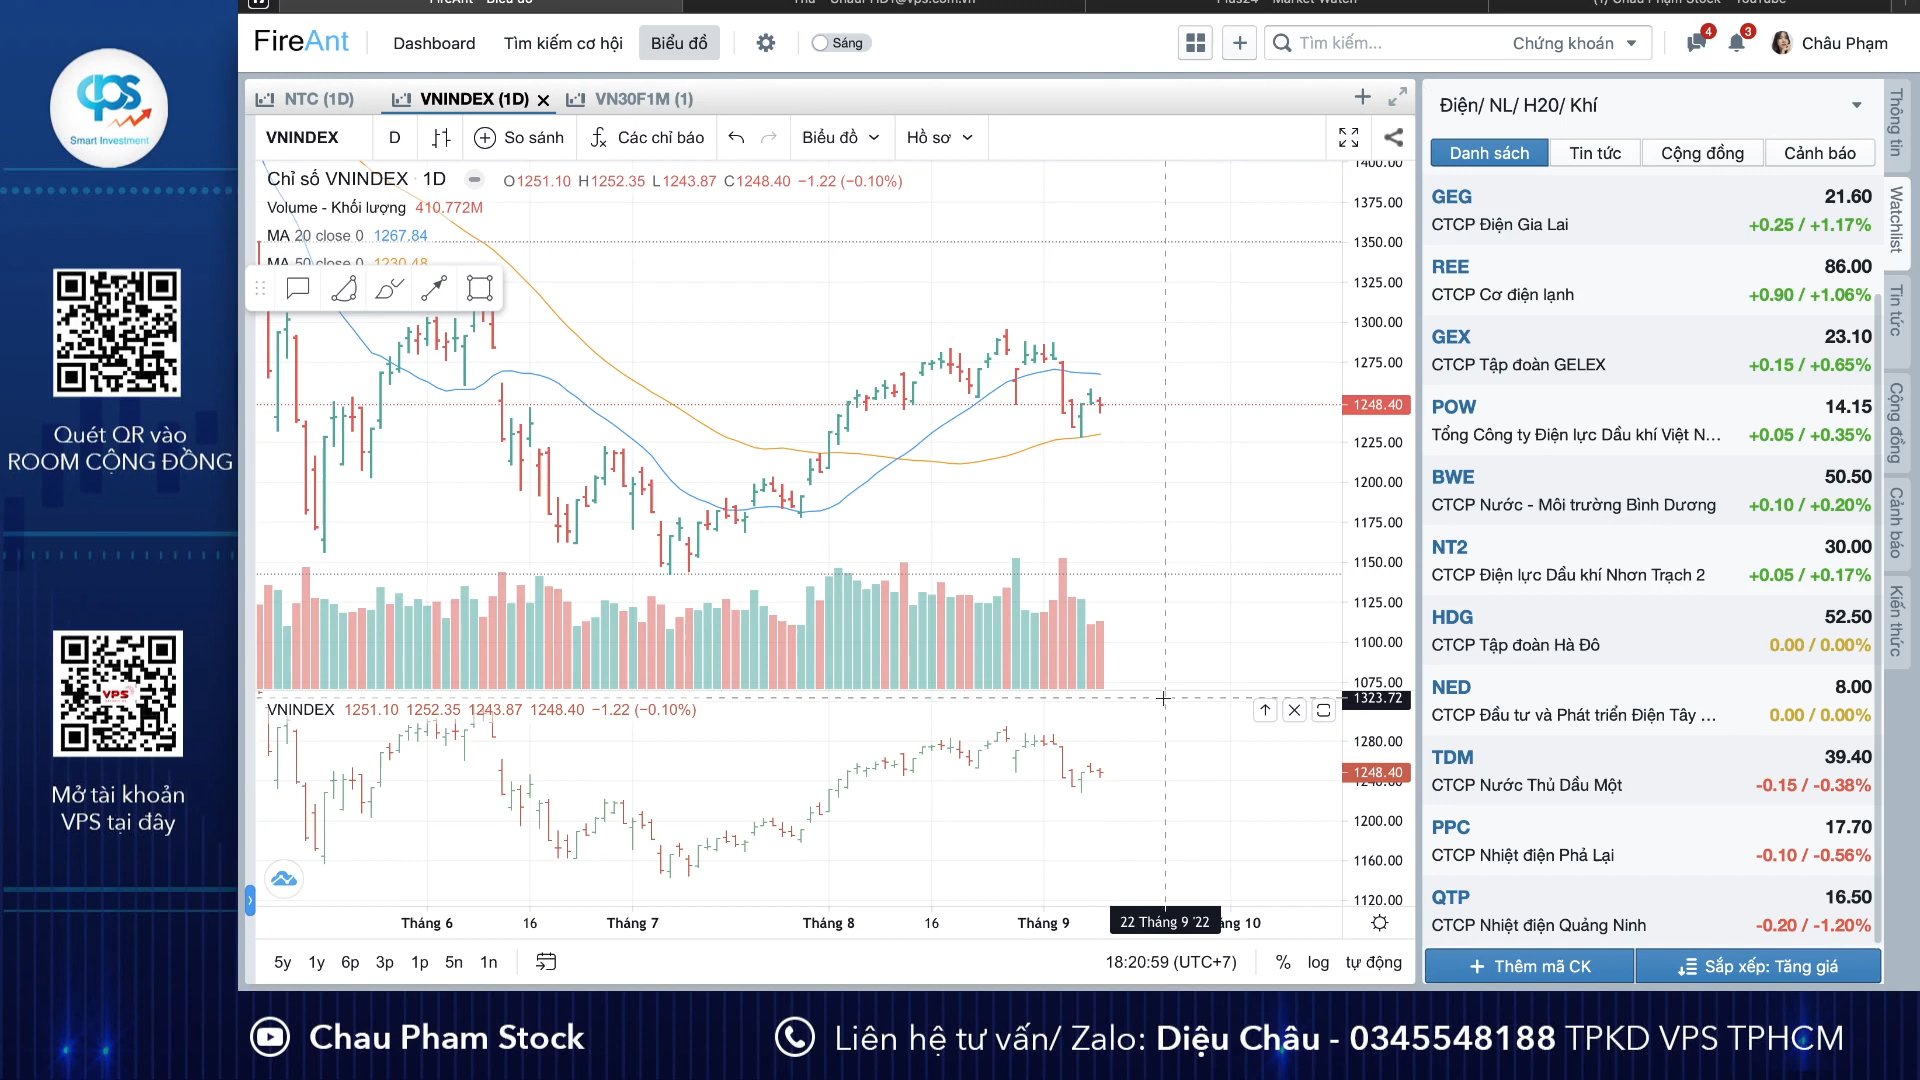 FireAnt
Dashboard
Tìm kiếm cơ hội
Biểu đồ
Sáng
Tìm kiếm...
Chứng khoán
4
3
Châu Phạm
Smart Investment
Quét QR vào
ROOM CỘNG ĐỒNG
VPS
Mở tài khoản
VPS tại đây
NTC (1D)
VNINDEX (1D)
VN30F1M (1)
VNINDEX
D
So sánh
Các chỉ báo
Biểu đồ
Hồ sơ
Chỉ số VNINDEX · 1D
O1251.10 H1252.35 L1243.87 C1248.40 −1.22 (−0.10%)
Volume - Khối lượng 410.772M
MA 20 close 0 1267.84
MA 50 close 0 1230.48
1400.00
1375.00
1350.00
1325.00
1300.00
1275.00
1248.40
1225.00
1200.00
1175.00
1150.00
1125.00
1100.00
1075.00
1323.72
VNINDEX 1251.10 1252.35 1243.87 1248.40 −1.22 (−0.10%)
1280.00
1248.40
1240.00
1200.00
1160.00
1120.00
Tháng 6
16
Tháng 7
Tháng 8
16
Tháng 9
22 Tháng 9 '22
ng 10
5y 1y 6p 3p 1p 5n 1n
18:20:59 (UTC+7)
%
log
tự động
Điện/ NL/ H20/ Khí
Danh sách
Tin tức
Cộng đồng
Cảnh báo
GEG 21.60
CTCP Điện Gia Lai +0.25 / +1.17%
REE 86.00
CTCP Cơ điện lạnh +0.90 / +1.06%
GEX 23.10
CTCP Tập đoàn GELEX +0.15 / +0.65%
POW 14.15
Tổng Công ty Điện lực Dầu khí Việt N... +0.05 / +0.35%
BWE 50.50
CTCP Nước - Môi trường Bình Dương +0.10 / +0.20%
NT2 30.00
CTCP Điện lực Dầu khí Nhơn Trạch 2 +0.05 / +0.17%
HDG 52.50
CTCP Tập đoàn Hà Đô 0.00 / 0.00%
NED 8.00
CTCP Đầu tư và Phát triển Điện Tây ... 0.00 / 0.00%
TDM 39.40
CTCP Nước Thủ Dầu Một -0.15 / -0.38%
PPC 17.70
CTCP Nhiệt điện Phả Lại -0.10 / -0.56%
QTP 16.50
CTCP Nhiệt điện Quảng Ninh -0.20 / -1.20%
Thêm mã CK
Sắp xếp: Tăng giá
Thông tin
Watchlist
Tin tức
Cộng đồng
Cảnh báo
Kiến thức
Chau Pham Stock
Liên hệ tư vấn/ Zalo: Diệu Châu - 0345548188 TPKD VPS TPHCM